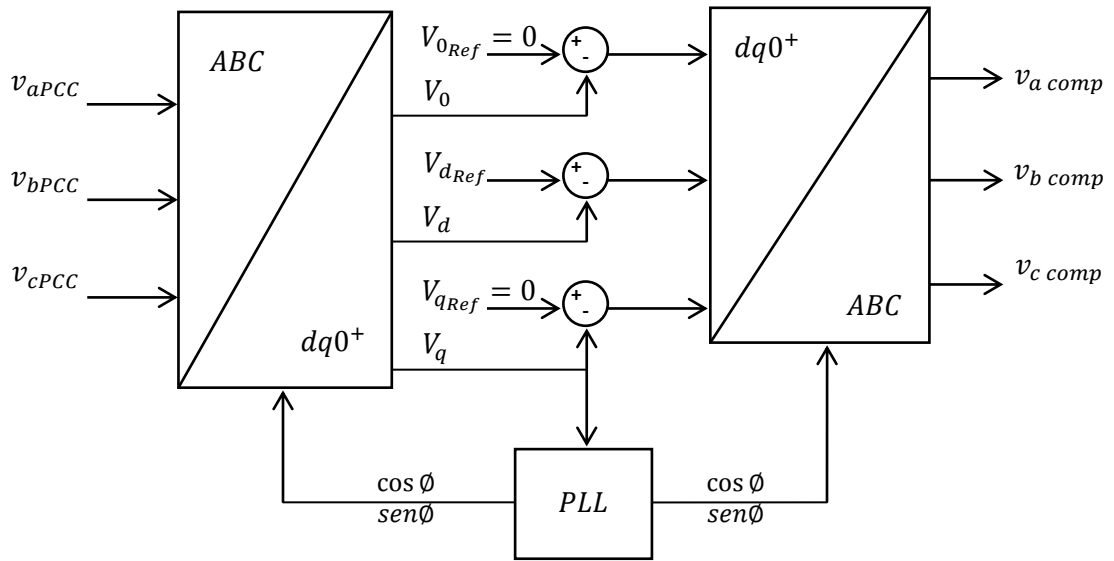 ABC
v_aPCC
v_bPCC
v_cPCC
dq0⁺
V_0Ref = 0
+
-
V_0
V_dRef
+
-
V_d
V_qRef = 0
+
-
V_q
dq0⁺
ABC
v_a comp
v_b comp
v_c comp
cos Ø
senØ
PLL
cos Ø
senØ